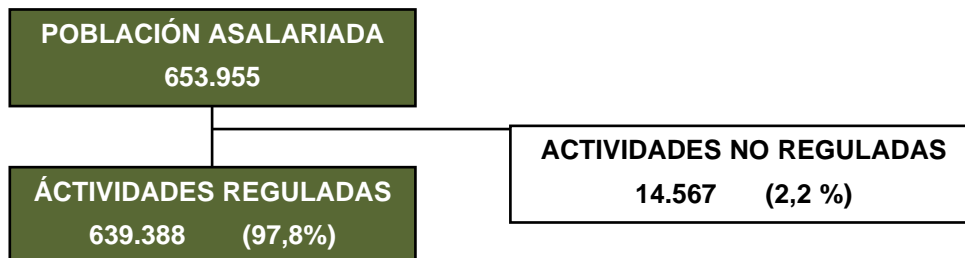 POBLACIÓN ASALARIADA
653.955
ACTIVIDADES NO REGULADAS
14.567 (2,2 %)
ÁCTIVIDADES REGULADAS
639.388 (97,8%)